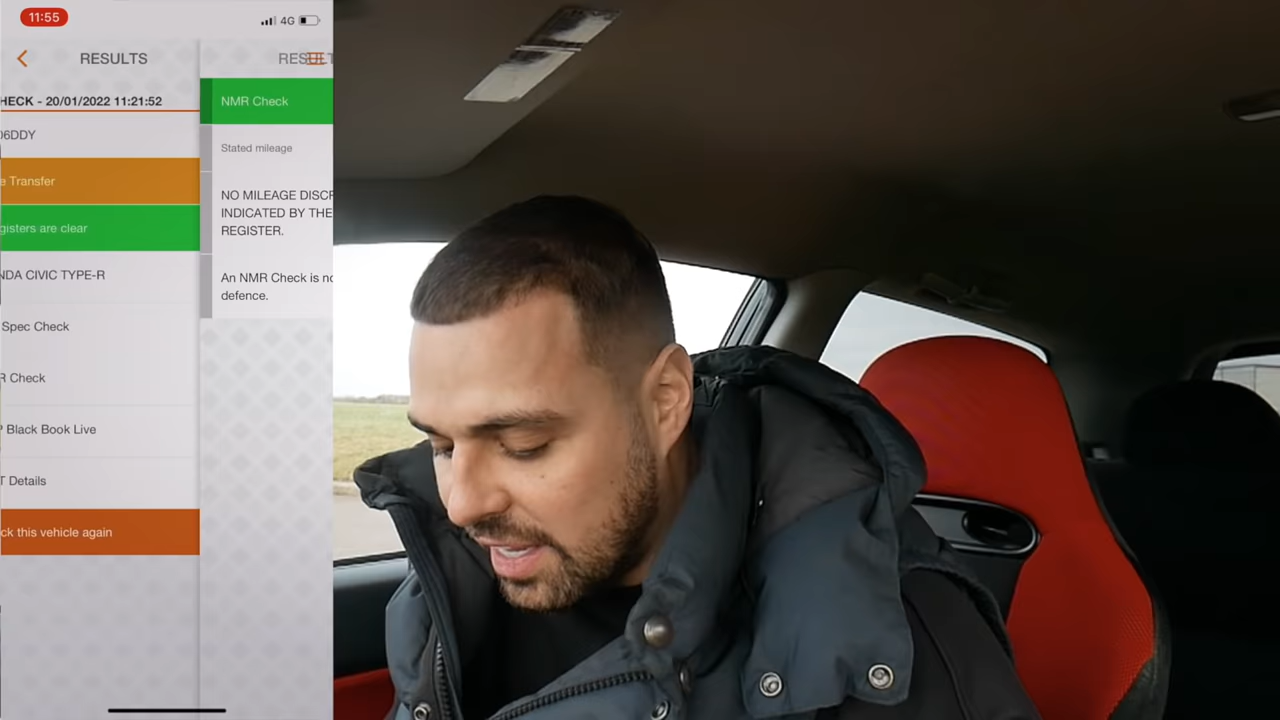 11:55
4G
RESULTS
HECK - 20/01/2022 11:21:52
06DDY
e Transfer
gisters are clear
NDA CIVIC TYPE-R
Spec Check
R Check
P Black Book Live
T Details
ck this vehicle again
RESULT
NMR Check
Stated mileage
NO MILEAGE DISCR
INDICATED BY THE
REGISTER.
An NMR Check is no
defence.